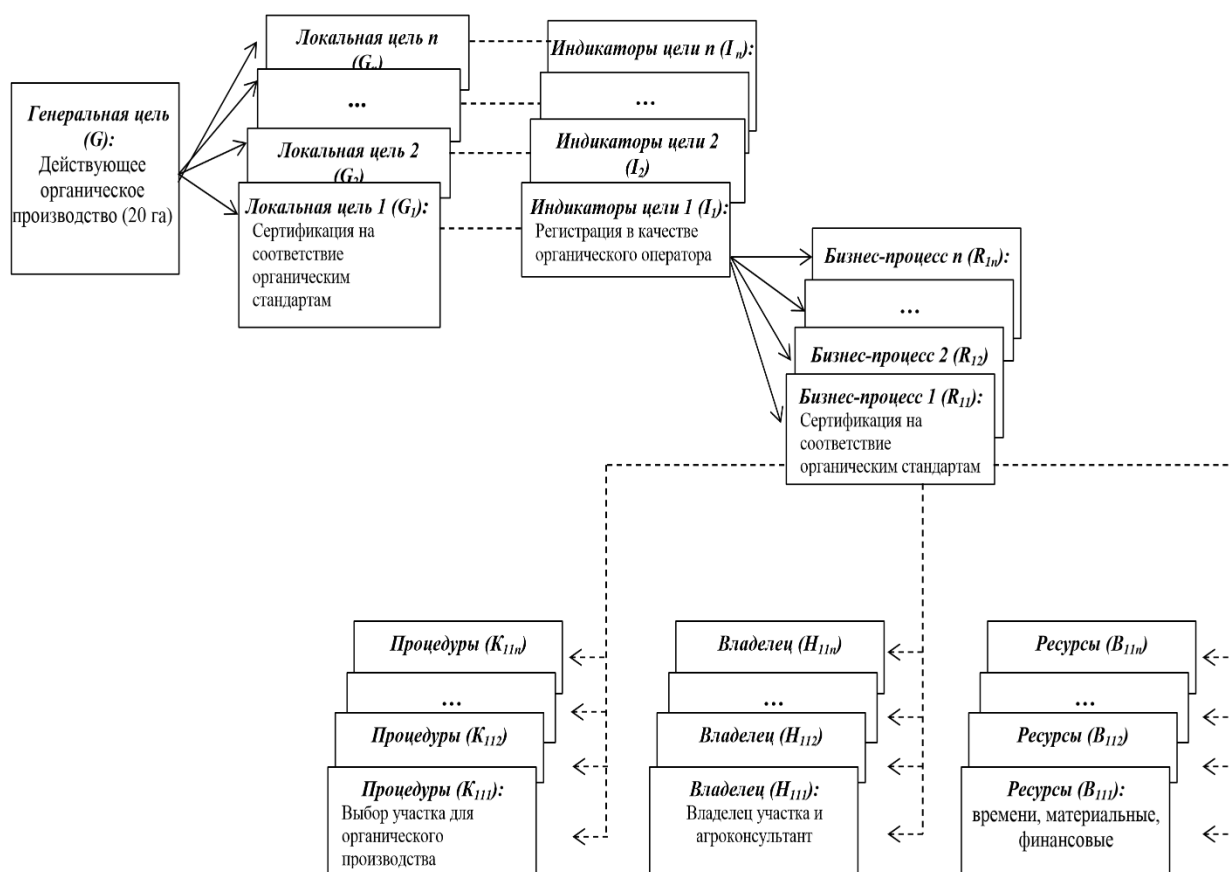 Генеральная цель
(G):
Действующее
органическое
производство (20 га)
Локальная цель n
(Gn)
...
Локальная цель 2
(G2)
Локальная цель 1 (G1):
Сертификация на
соответствие
органическим
стандартам
Индикаторы цели n (In):
...
Индикаторы цели 2
(I2)
Индикаторы цели 1 (I1):
Регистрация в качестве
органического оператора
Бизнес-процесс n (R1n):
...
Бизнес-процесс 2 (R12)
Бизнес-процесс 1 (R11):
Сертификация на
соответствие
органическим стандартам
Процедуры (K11n)
...
Процедуры (K112)
Процедуры (K111):
Выбор участка для
органического
производства
Владелец (H11n)
...
Владелец (H112)
Владелец (H111):
Владелец участка и
агроконсультант
Ресурсы (B11n)
...
Ресурсы (B112)
Ресурсы (B111):
времени, материальные,
финансовые